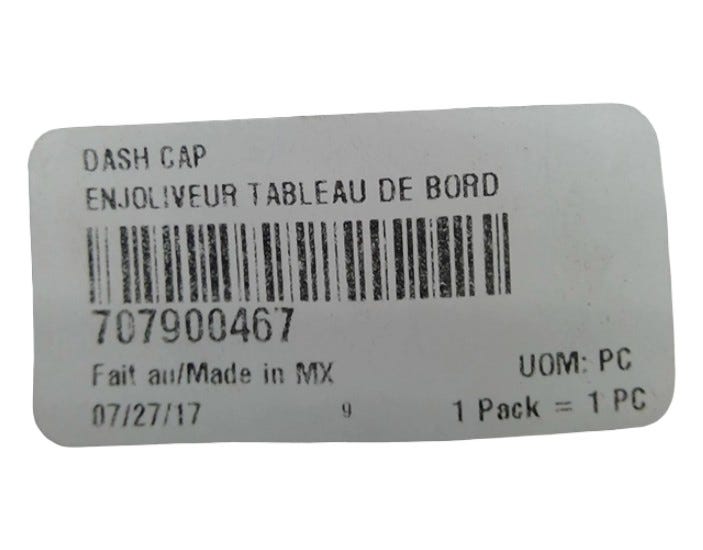 DASH CAP
ENJOLIVEUR TABLEAU DE BORD
707900467
Fait au/Made in MX UOM: PC
07/27/17 9 1 Pack = 1 PC